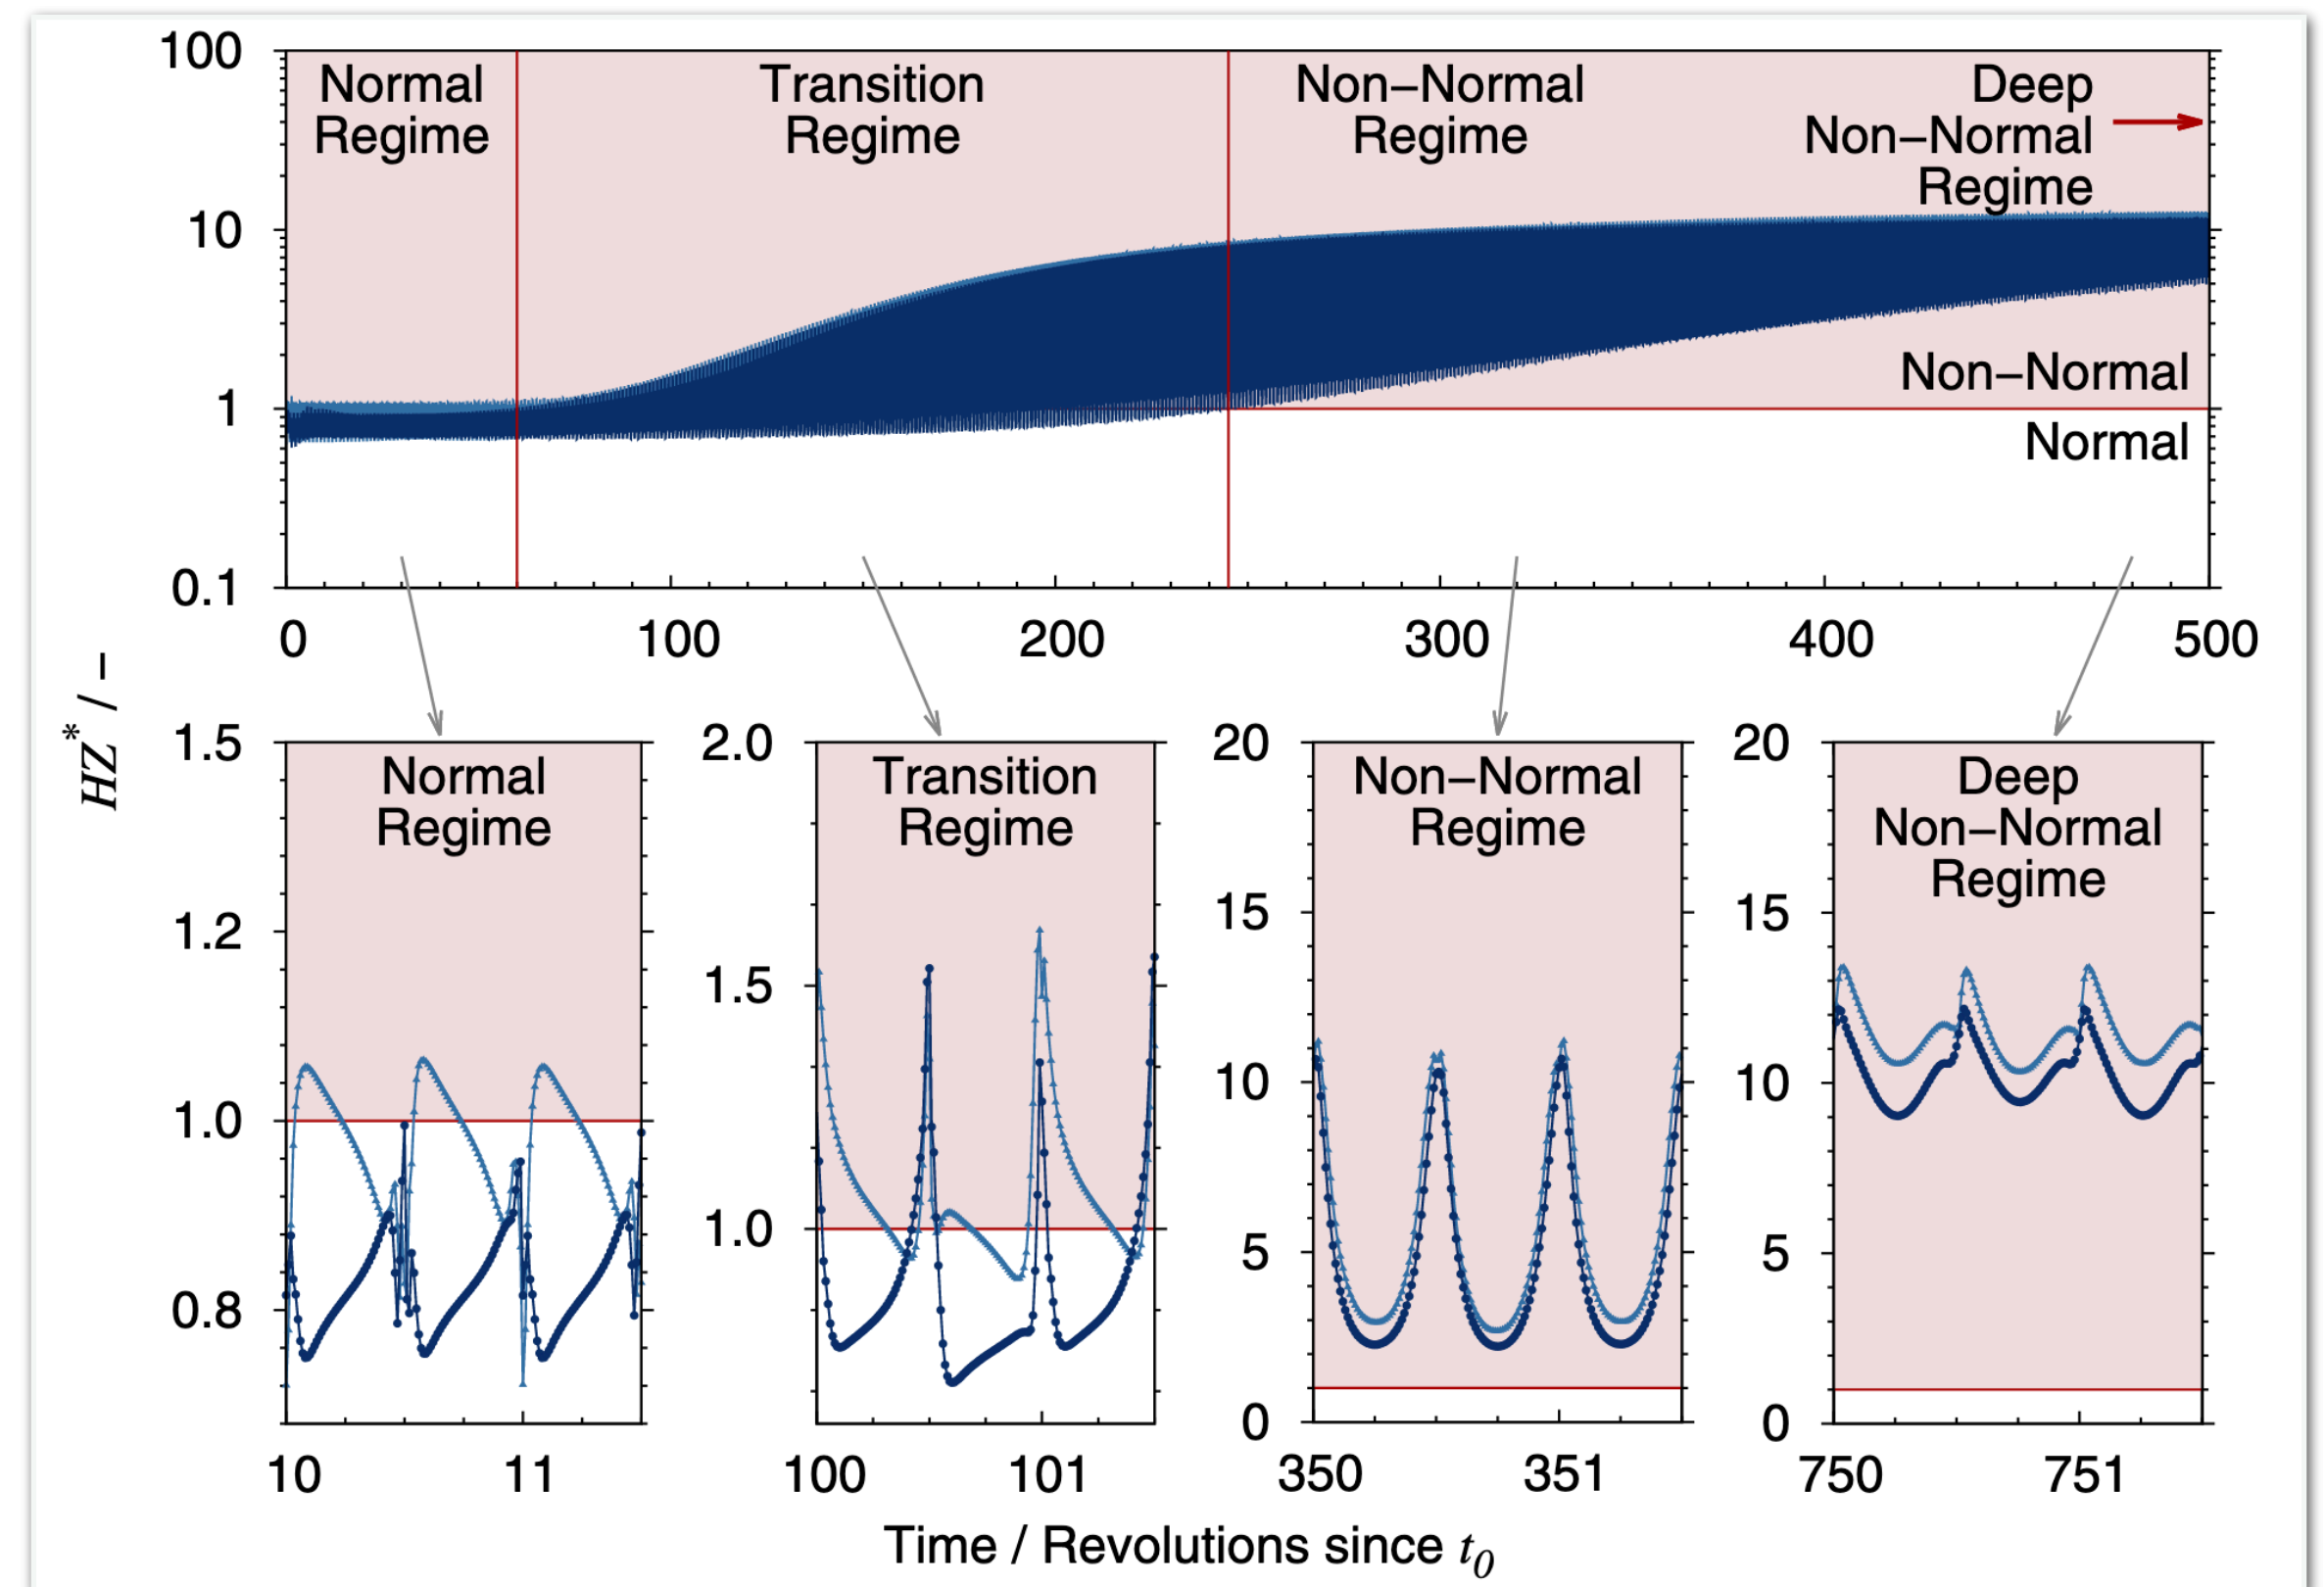 100
Normal
Regime
Transition
Regime
Non−Normal
Regime
Deep
Non−Normal
Regime
10
1
Non−Normal
Normal
0.1
0 100 200 300 400 500
HZ* / −
1.5
1.2
1.0
0.8
Normal
Regime
10 11
2.0
1.5
1.0
Transition
Regime
100 101
20
15
10
5
0
Non−Normal
Regime
350 351
20
15
10
5
0
Deep
Non−Normal
Regime
750 751
Time / Revolutions since t0